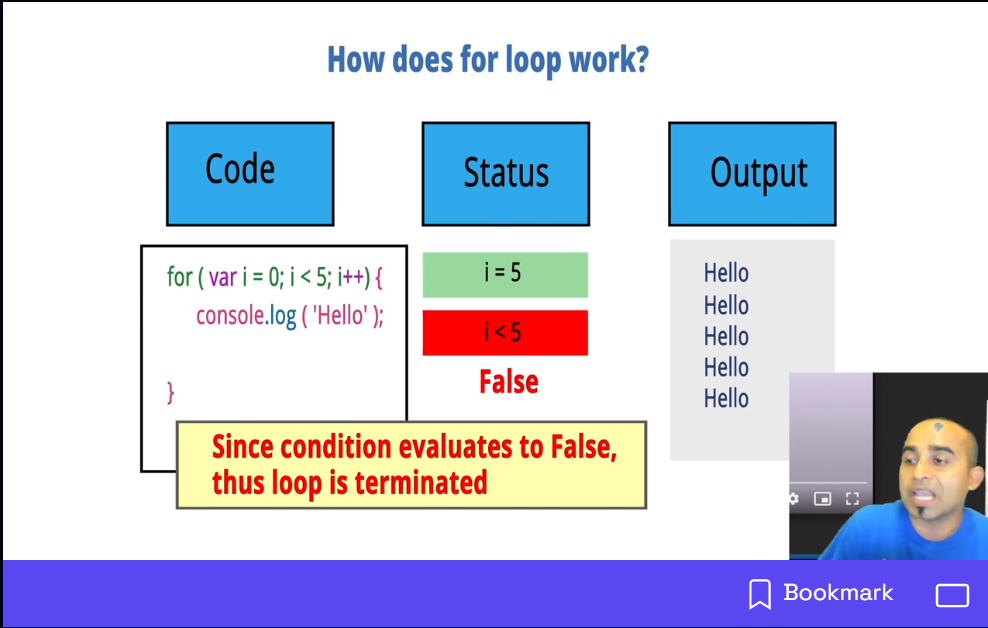 How does for loop work?
Code
Status
Output
for ( var i = 0; i < 5; i++) {
console.log ( 'Hello' );
}
i = 5
i < 5
False
Hello
Hello
Hello
Hello
Hello
Since condition evaluates to False,
thus loop is terminated
Bookmark